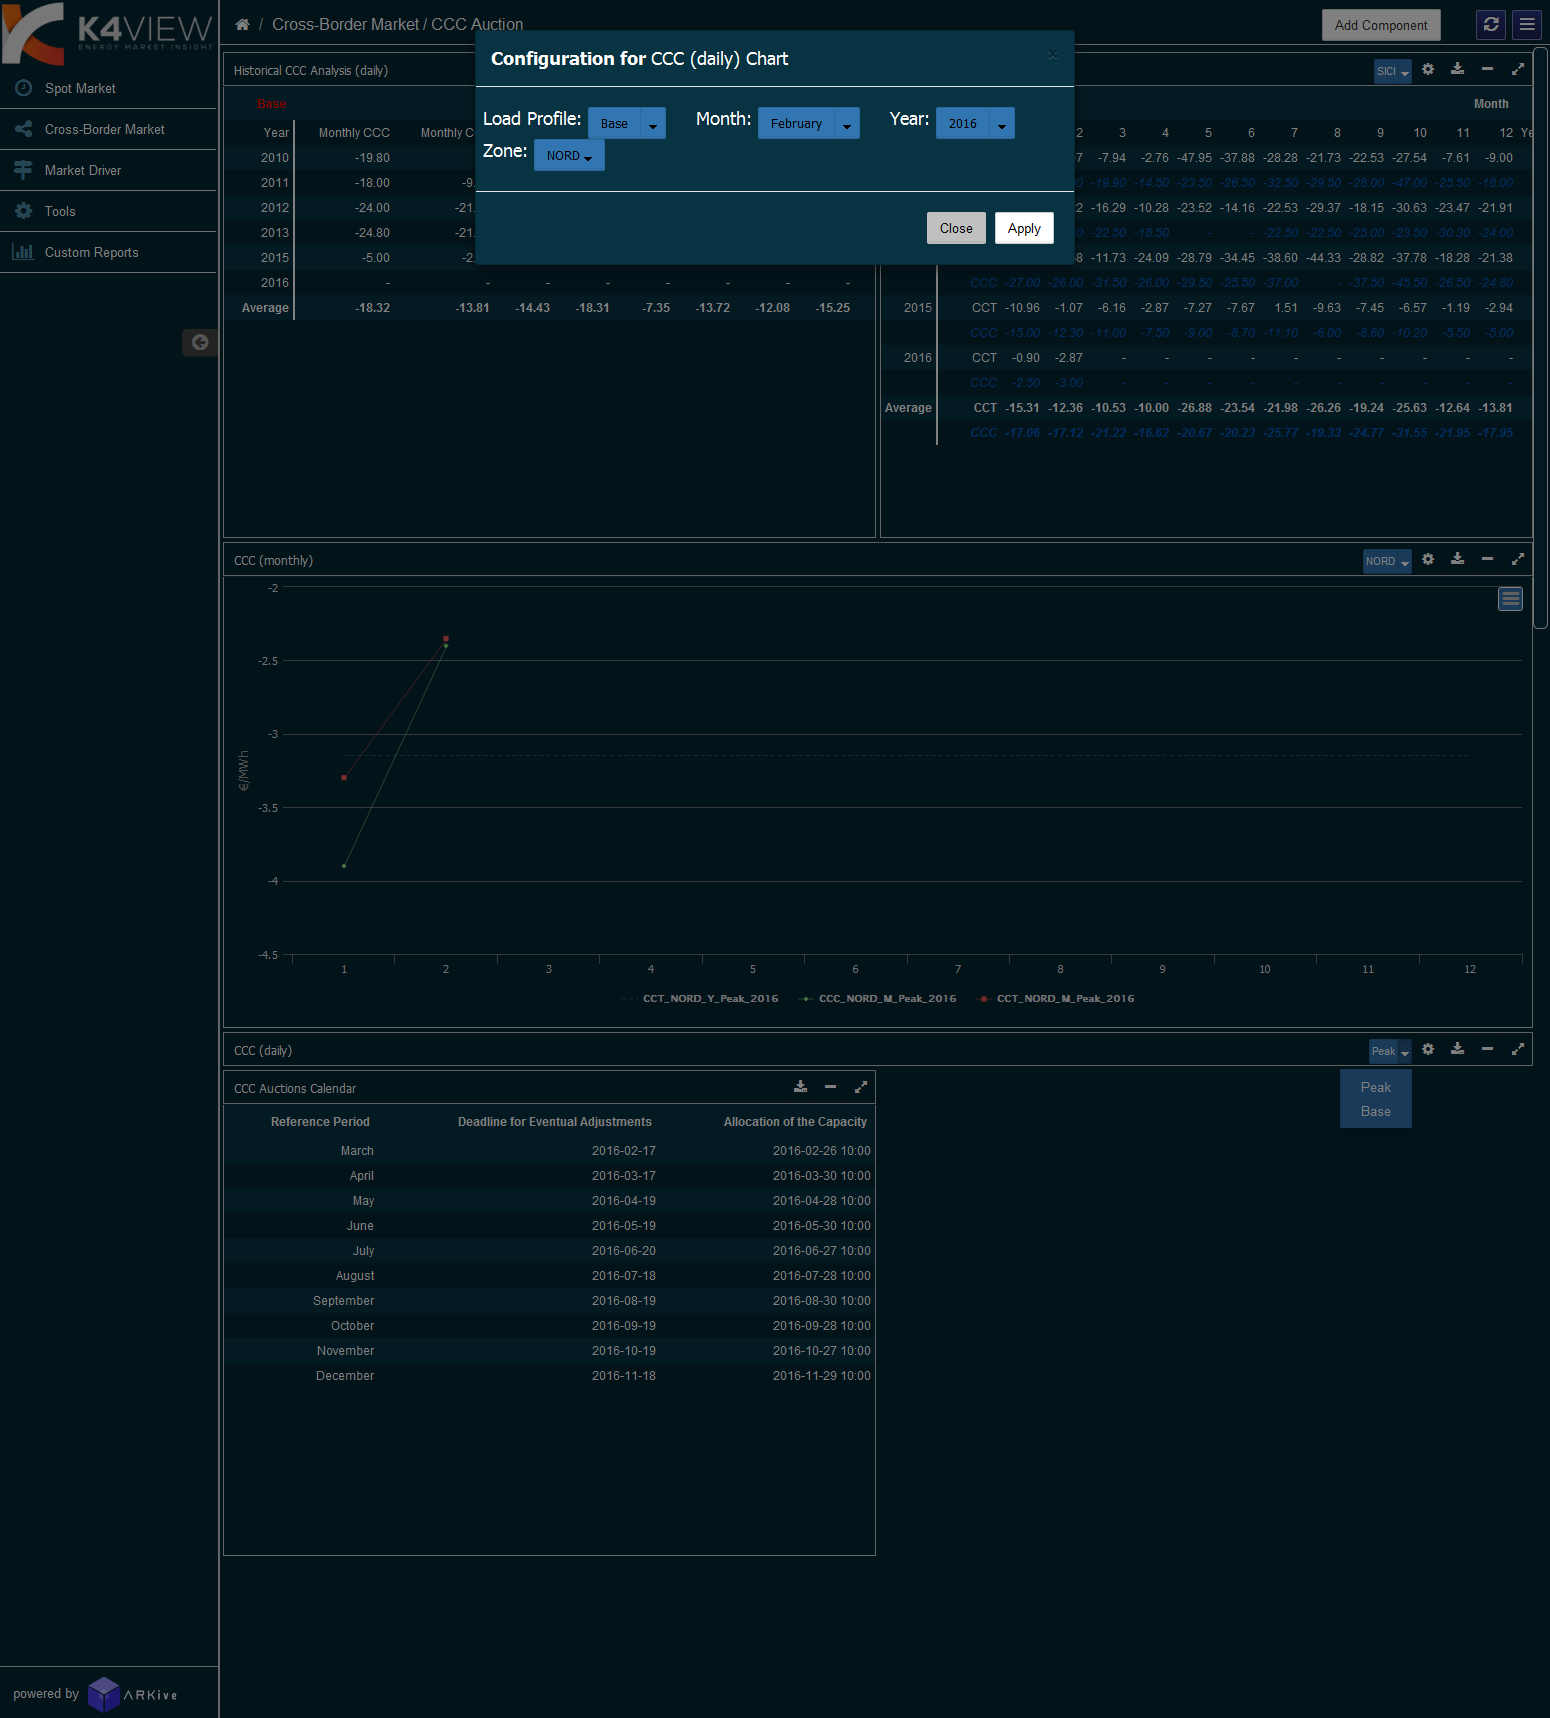 K4VIEW
ENERGY MARKET INSIGHT
/ Cross-Border Market / CCC Auction
Add Component
Spot Market
Cross-Border Market
Market Driver
Tools
Custom Reports
Configuration for CCC (daily) Chart
×
Load Profile: Base Month: February Year: 2016
Zone: NORD
Close Apply
Historical CCC Analysis (daily)
Base
Year Monthly CCC Monthly C
2010 -19.80
2011 -18.00 -9.
2012 -24.00 -21.
2013 -24.80 -21.
2015 -5.00 -2.
2016 - - - - - - -
Average -18.32 -13.81 -14.43 -18.31 -7.35 -13.72 -12.08 -15.25
SICI
Month
2 3 4 5 6 7 8 9 10 11 12 Ye
7 -7.94 -2.76 -47.95 -37.88 -28.28 -21.73 -22.53 -27.54 -7.61 -9.00
0 -19.90 -14.50 -23.50 -26.50 -32.50 -29.50 -28.00 -47.00 -25.50 -18.00
2 -16.29 -10.28 -23.52 -14.16 -22.53 -29.37 -18.15 -30.63 -23.47 -21.91
0 -22.50 -18.50 - - -22.50 -22.50 -25.00 -23.50 -30.30 -24.00
8 -11.73 -24.09 -28.79 -34.45 -38.60 -44.33 -28.82 -37.78 -18.28 -21.38
CCC -27.00 -26.00 -31.50 -26.00 -29.50 -25.50 -37.00 - -37.50 -45.50 -26.50 -24.80
2015 CCT -10.96 -1.07 -6.16 -2.87 -7.27 -7.67 1.51 -9.63 -7.45 -6.57 -1.19 -2.94
CCC -15.00 -12.30 -11.00 -7.50 -9.00 -8.70 -11.10 -6.00 -8.60 -10.20 -5.50 -5.00
2016 CCT -0.90 -2.87 - - - - - - - - - -
CCC -2.50 -3.00 - - - - - - - - - -
Average CCT -15.31 -12.36 -10.53 -10.00 -26.88 -23.54 -21.98 -26.26 -19.24 -25.63 -12.64 -13.81
CCC -17.06 -17.12 -21.22 -16.62 -20.67 -20.23 -25.77 -19.33 -24.77 -31.55 -21.95 -17.95
CCC (monthly)
NORD
-2
-2.5
-3
-3.5
-4
-4.5
€/MWh
1 2 3 4 5 6 7 8 9 10 11 12
CCT_NORD_Y_Peak_2016 CCC_NORD_M_Peak_2016 CCT_NORD_M_Peak_2016
CCC (daily)
Peak
Peak
Base
CCC Auctions Calendar
Reference Period Deadline for Eventual Adjustments Allocation of the Capacity
March 2016-02-17 2016-02-26 10:00
April 2016-03-17 2016-03-30 10:00
May 2016-04-19 2016-04-28 10:00
June 2016-05-19 2016-05-30 10:00
July 2016-06-20 2016-06-27 10:00
August 2016-07-18 2016-07-28 10:00
September 2016-08-19 2016-08-30 10:00
October 2016-09-19 2016-09-28 10:00
November 2016-10-19 2016-10-27 10:00
December 2016-11-18 2016-11-29 10:00
powered by ARKive